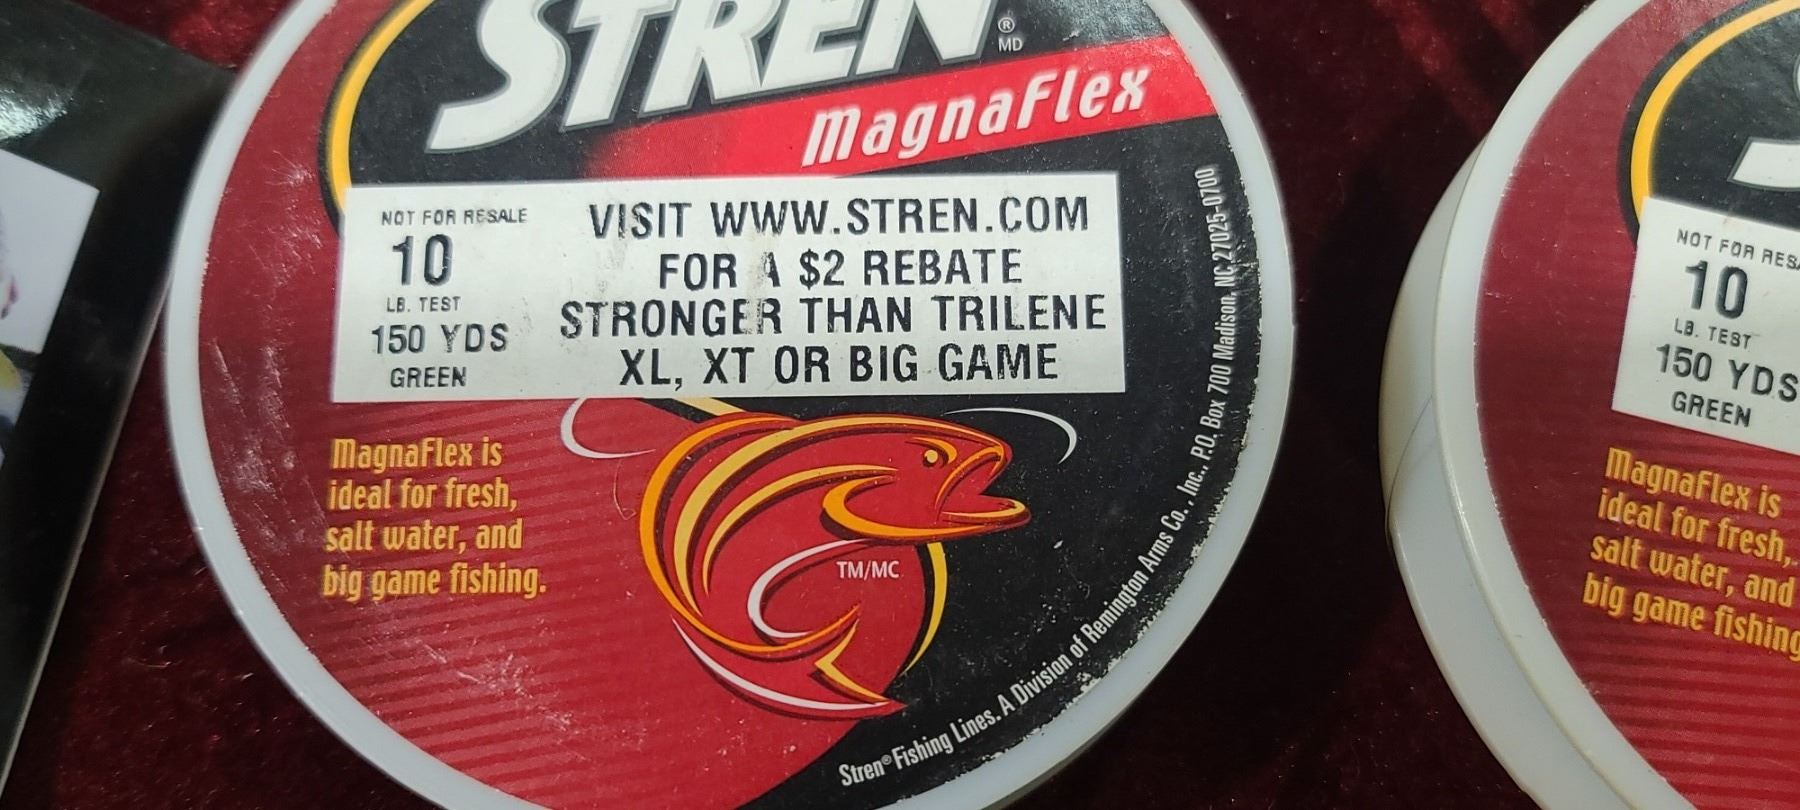 STREN®
MD
MagnaFlex
NOT FOR RESALE
10
LB. TEST
150 YDS
GREEN
VISIT WWW.STREN.COM
FOR A $2 REBATE
STRONGER THAN TRILENE
XL, XT OR BIG GAME
MagnaFlex is
ideal for fresh,
salt water, and
big game fishing.
TM/MC
Stren® Fishing Lines. A Division of Remington Arms Co., Inc., P.O. Box 700 Madison, NC 27025-0700
NOT FOR
10
LB. TEST
150 YDS
GREEN
MagnaFlex is
ideal for fresh,
salt water, and
big game fishing